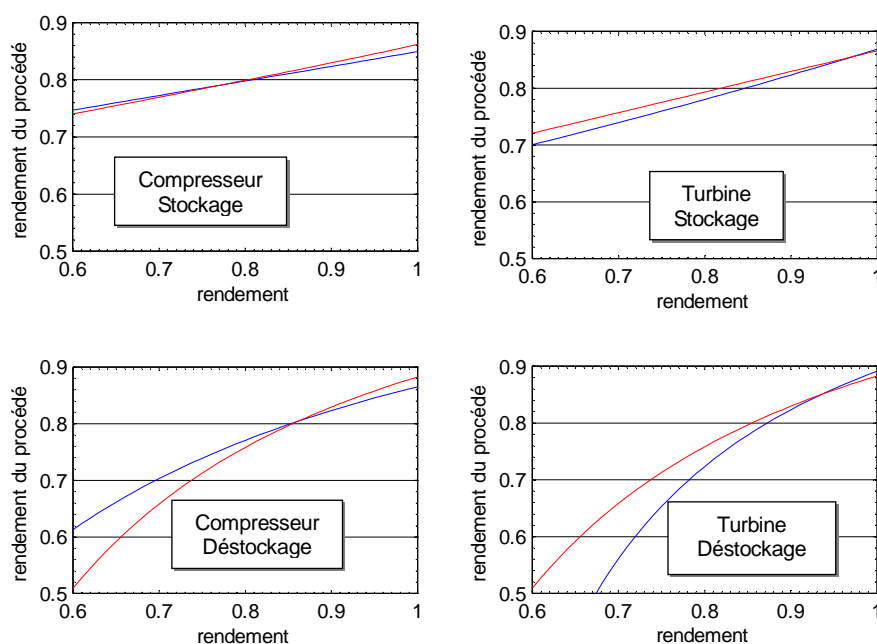 0.9
0.8
0.7
0.6
0.5
rendement du procédé
Compresseur
Stockage
0.6 0.7 0.8 0.9 1
rendement
0.9
0.8
0.7
0.6
0.5
rendement du procédé
Turbine
Stockage
0.6 0.7 0.8 0.9 1
rendement
0.9
0.8
0.7
0.6
0.5
rendement du procédé
Compresseur
Déstockage
0.6 0.7 0.8 0.9 1
rendement
0.9
0.8
0.7
0.6
0.5
rendement du procédé
Turbine
Déstockage
0.6 0.7 0.8 0.9 1
rendement